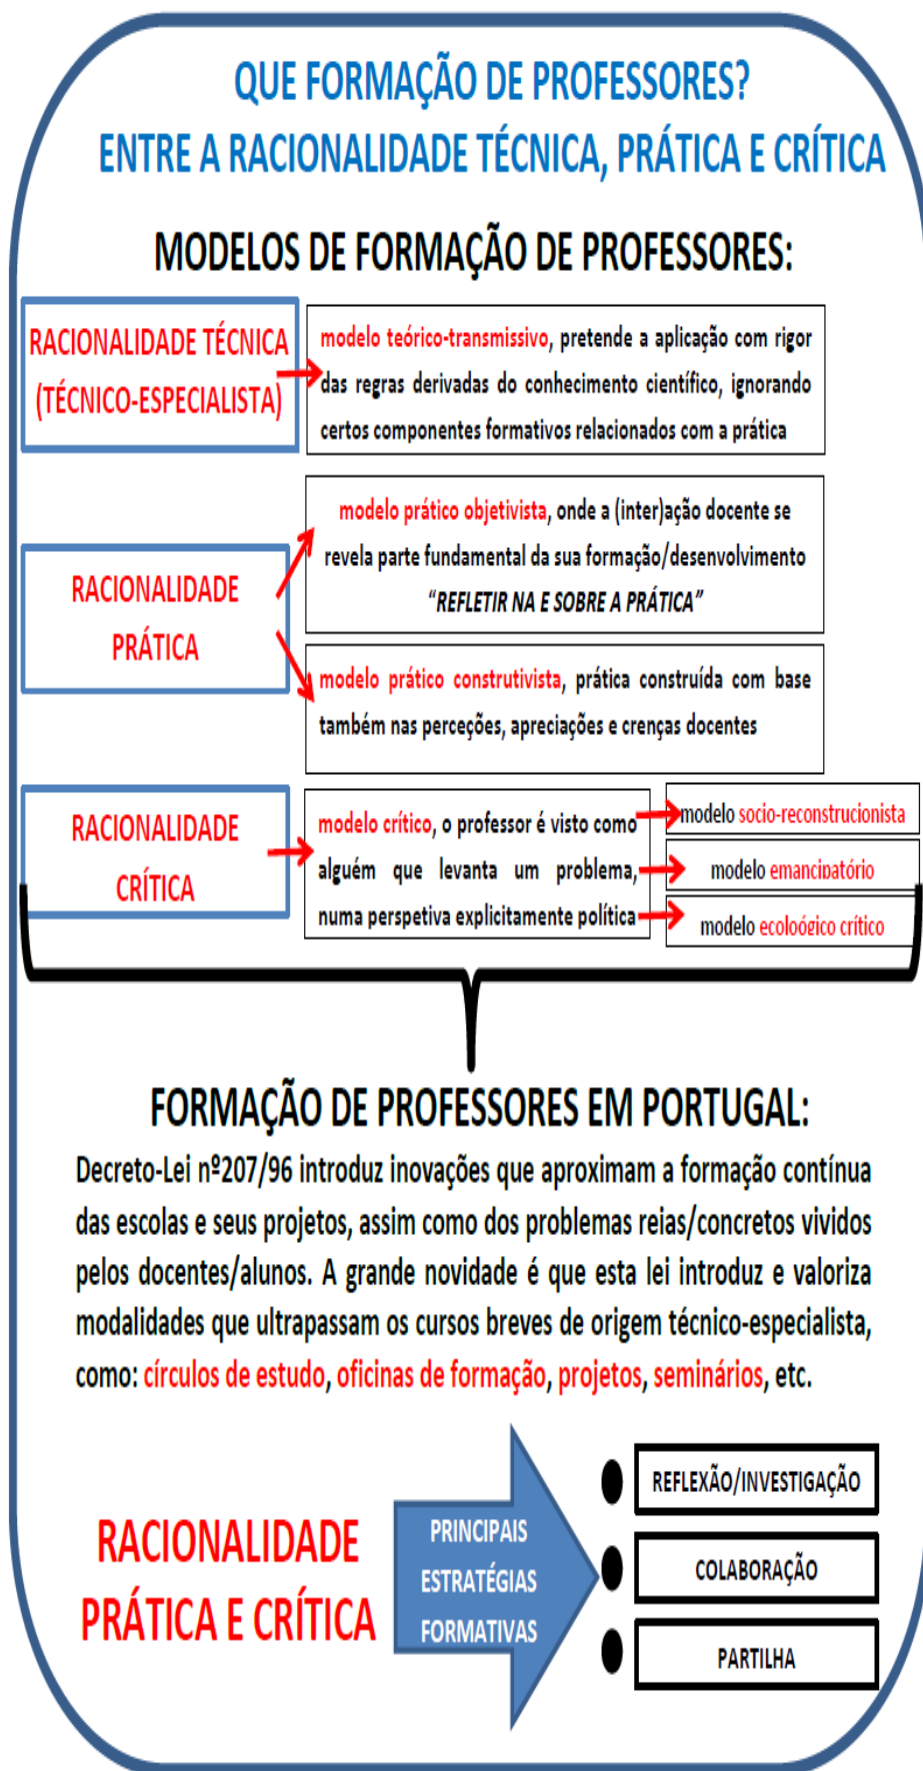 QUE FORMAÇÃO DE PROFESSORES?
ENTRE A RACIONALIDADE TÉCNICA, PRÁTICA E CRÍTICA
MODELOS DE FORMAÇÃO DE PROFESSORES:
RACIONALIDADE TÉCNICA
(TÉCNICO-ESPECIALISTA)
modelo teórico-transmissivo, pretende a aplicação com rigor
das regras derivadas do conhecimento científico, ignorando
certos componentes formativos relacionados com a prática
RACIONALIDADE
PRÁTICA
modelo prático objetivista, onde a (inter)ação docente se
revela parte fundamental da sua formação/desenvolvimento
“REFLETIR NA E SOBRE A PRÁTICA”
modelo prático construtivista, prática construída com base
também nas perceções, apreciações e crenças docentes
RACIONALIDADE
CRÍTICA
modelo crítico, o professor é visto como
alguém que levanta um problema,
numa perspetiva explicitamente política
modelo socio-reconstrucionista
modelo emancipatório
modelo ecoloógico crítico
FORMAÇÃO DE PROFESSORES EM PORTUGAL:
Decreto-Lei nº207/96 introduz inovações que aproximam a formação contínua
das escolas e seus projetos, assim como dos problemas reias/concretos vividos
pelos docentes/alunos. A grande novidade é que esta lei introduz e valoriza
modalidades que ultrapassam os cursos breves de origem técnico-especialista,
como: círculos de estudo, oficinas de formação, projetos, seminários, etc.
RACIONALIDADE
PRÁTICA E CRÍTICA
PRINCIPAIS
ESTRATÉGIAS
FORMATIVAS
REFLEXÃO/INVESTIGAÇÃO
COLABORAÇÃO
PARTILHA